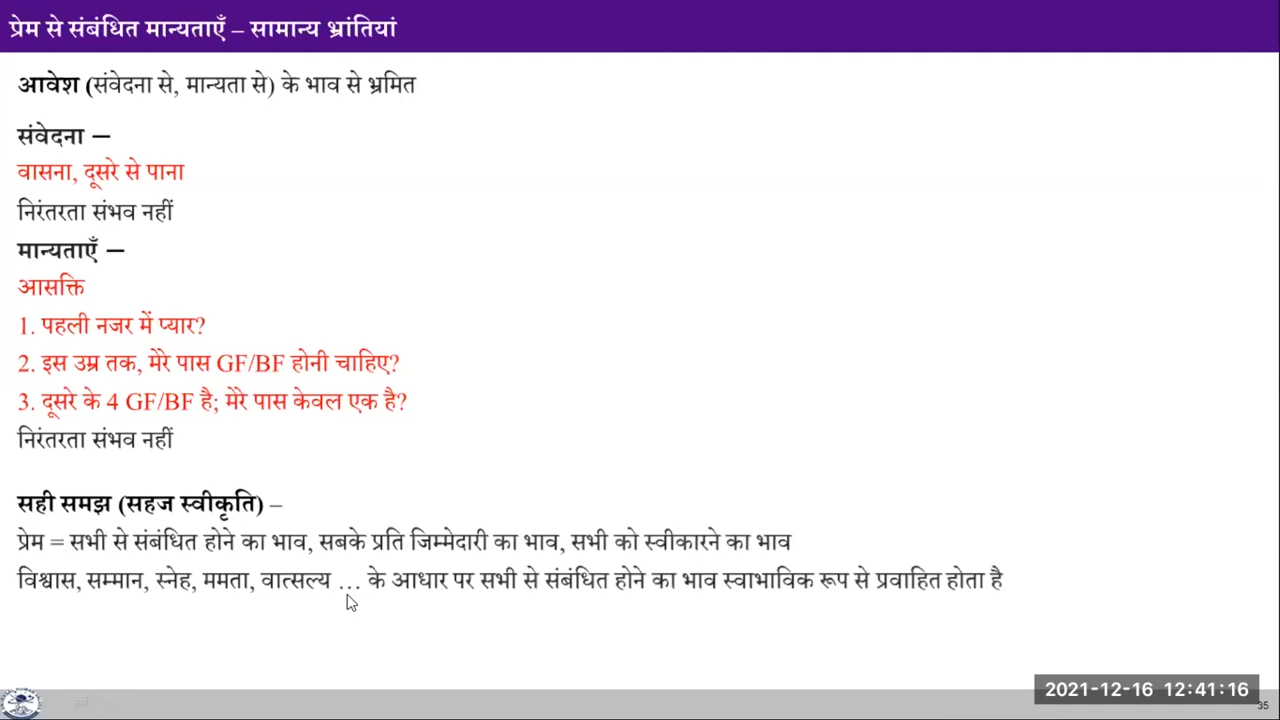 प्रेम से संबंधित मान्यताएँ – सामान्य भ्रांतियां
आवेश (संवेदना से, मान्यता से) के भाव से भ्रमित
संवेदना –
वासना, दूसरे से पाना
निरंतरता संभव नहीं
मान्यताएँ –
आसक्ति
1. पहली नजर में प्यार?
2. इस उम्र तक, मेरे पास GF/BF होनी चाहिए?
3. दूसरे के 4 GF/BF है; मेरे पास केवल एक है?
निरंतरता संभव नहीं
सही समझ (सहज स्वीकृति) –
प्रेम = सभी से संबंधित होने का भाव, सबके प्रति जिम्मेदारी का भाव, सभी को स्वीकारने का भाव
विश्वास, सम्मान, स्नेह, ममता, वात्सल्य … के आधार पर सभी से संबंधित होने का भाव स्वाभाविक रूप से प्रवाहित होता है
2021-12-16 12:41:16
35